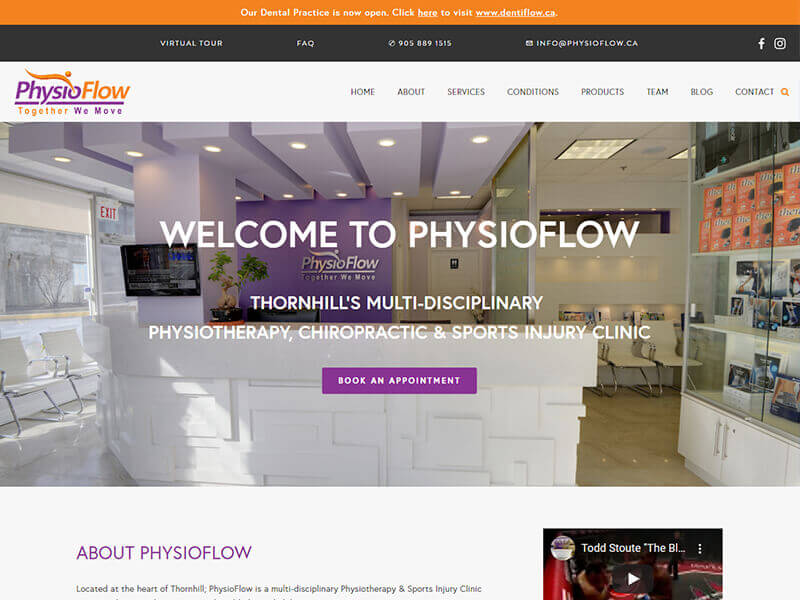 Our Dental Practice is now open. Click here to visit www.dentiflow.ca.
VIRTUAL TOUR
FAQ
✆ 905 889 1515
✉ INFO@PHYSIOFLOW.CA
PhysioFlow
Together We Move
HOME
ABOUT
SERVICES
CONDITIONS
PRODUCTS
TEAM
BLOG
CONTACT
EXIT
WELCOME TO PHYSIOFLOW
PhysioFlow
Together We Move
THORNHILL'S MULTI-DISCIPLINARY
PHYSIOTHERAPY, CHIROPRACTIC & SPORTS INJURY CLINIC
BOOK AN APPOINTMENT
ABOUT PHYSIOFLOW
Todd Stoute "The Bl...
Located at the heart of Thornhill; PhysioFlow is a multi-disciplinary Physiotherapy & Sports Injury Clinic